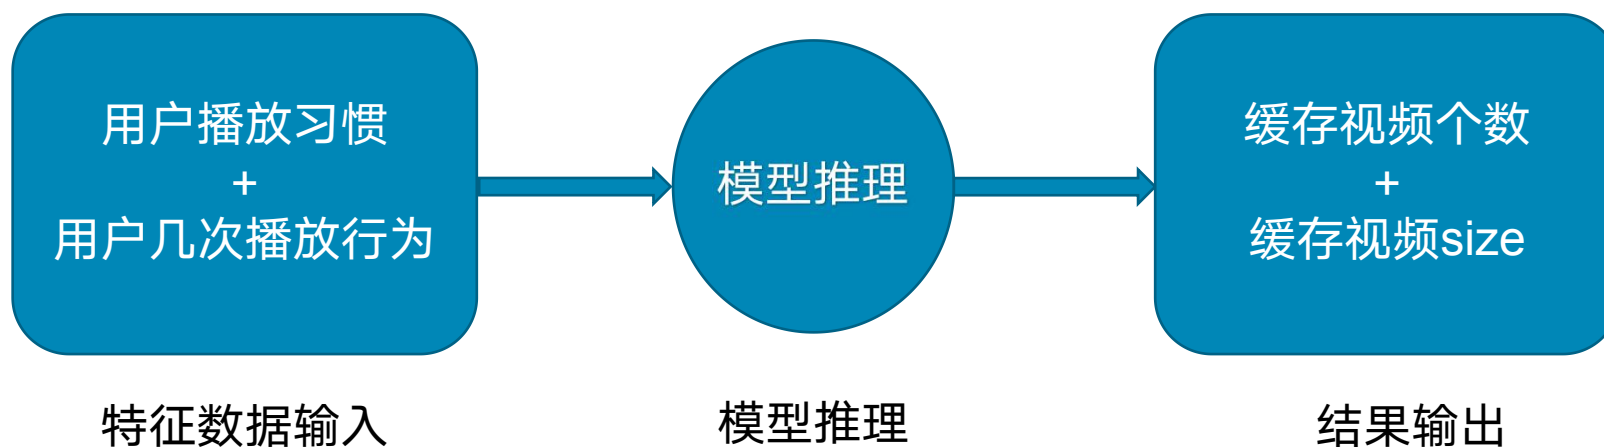 用户播放习惯
+
用户几次播放行为
模型推理
缓存视频个数
+
缓存视频size
特征数据输入
模型推理
结果输出